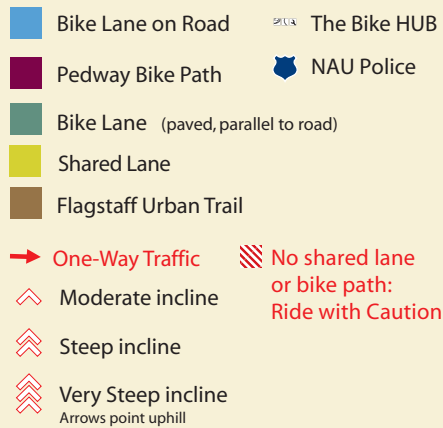 Bike Lane on Road
The Bike HUB
Pedway Bike Path
NAU Police
Bike Lane (paved, parallel to road)
Shared Lane
Flagstaff Urban Trail
One-Way Traffic
No shared lane
or bike path:
Ride with Caution
Moderate incline
Steep incline
Very Steep incline
Arrows point uphill